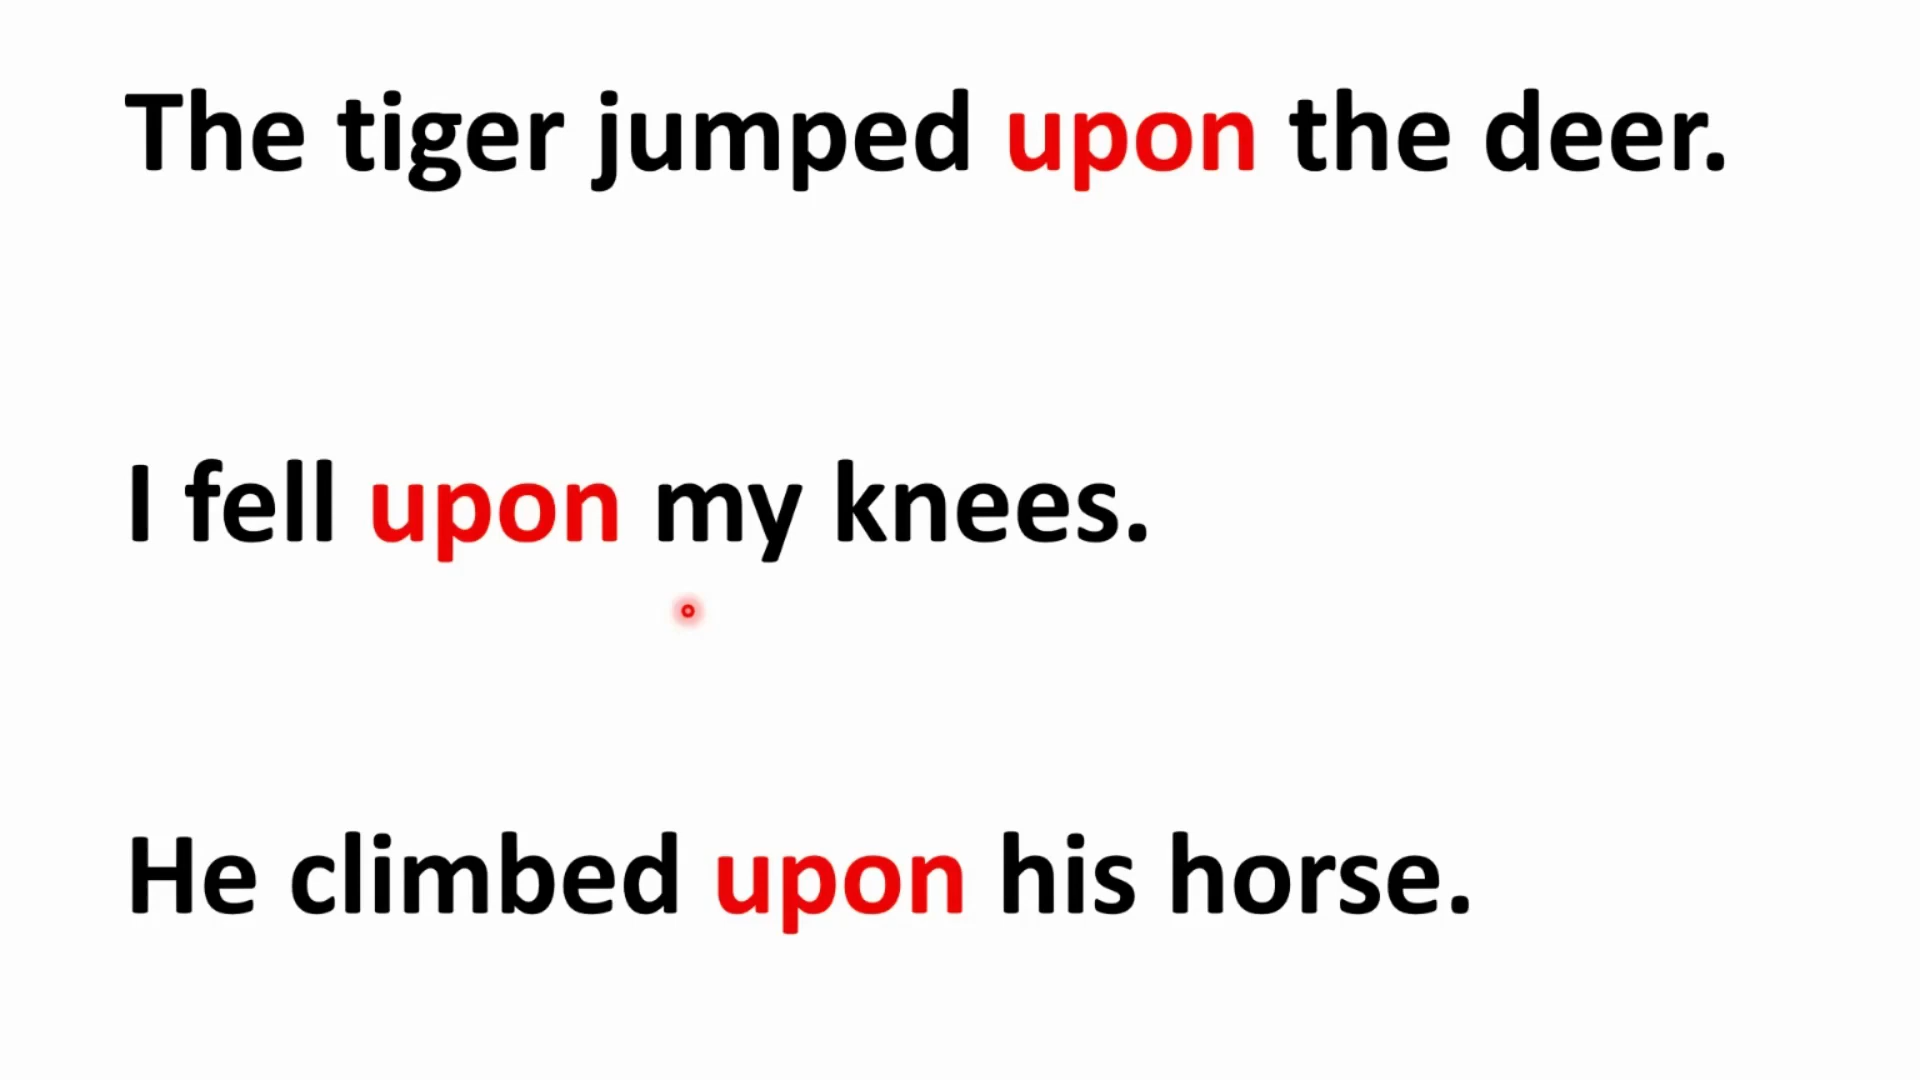 The tiger jumped upon the deer.
I fell upon my knees.
He climbed upon his horse.